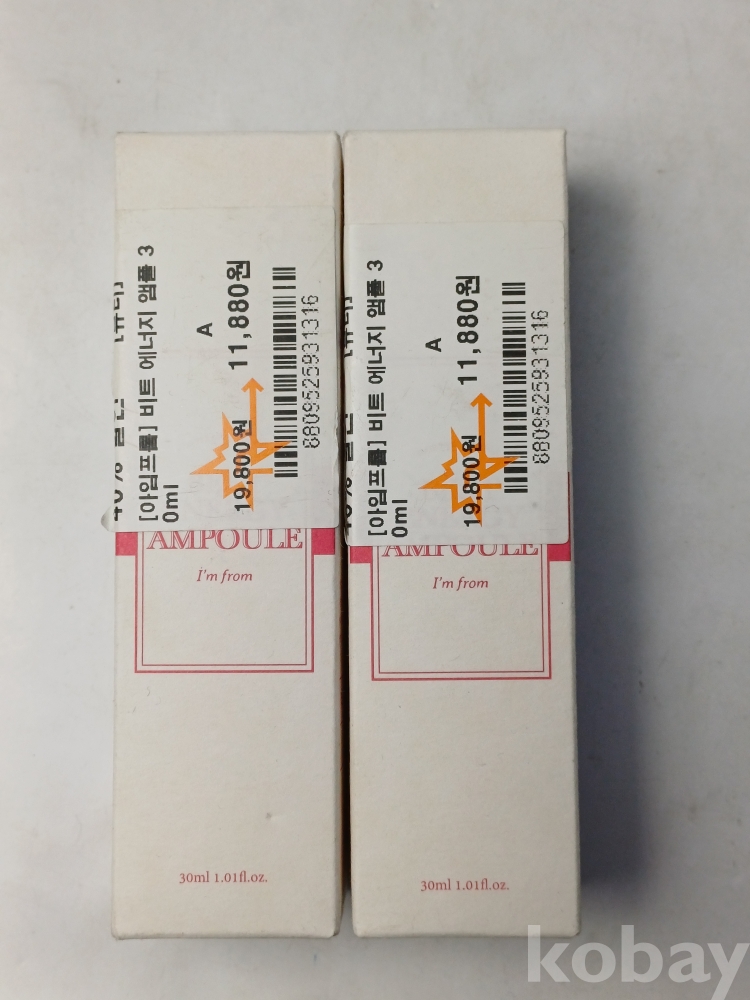 [아임프롬] 비트 에너지 앰플 3
0ml
A
19,800원
11,880원
8809525931316
AMPOULE
I'm from
30ml 1.01fl.oz.
[아임프롬] 비트 에너지 앰플 3
0ml
A
19,800원
11,880원
8809525931316
AMPOULE
I'm from
30ml 1.01fl.oz.
kobay